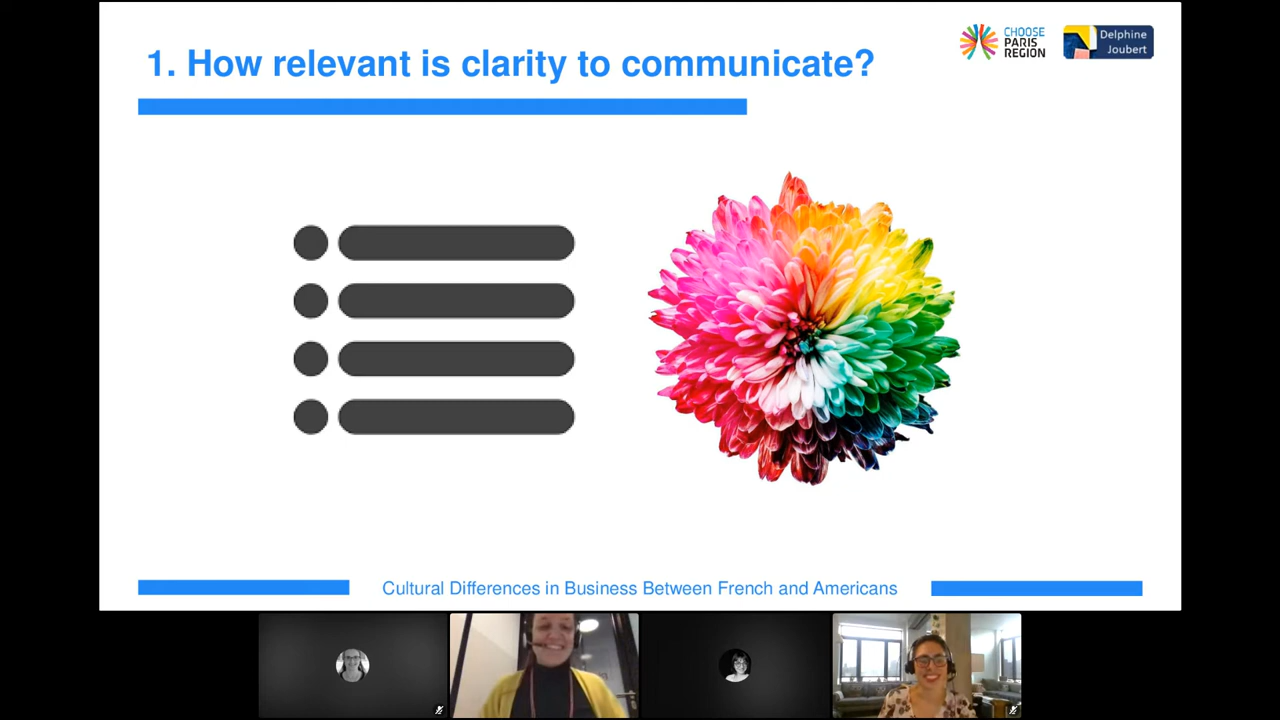 1. How relevant is clarity to communicate?
CHOOSE
PARIS
REGION
Delphine
Joubert
Cultural Differences in Business Between French and Americans